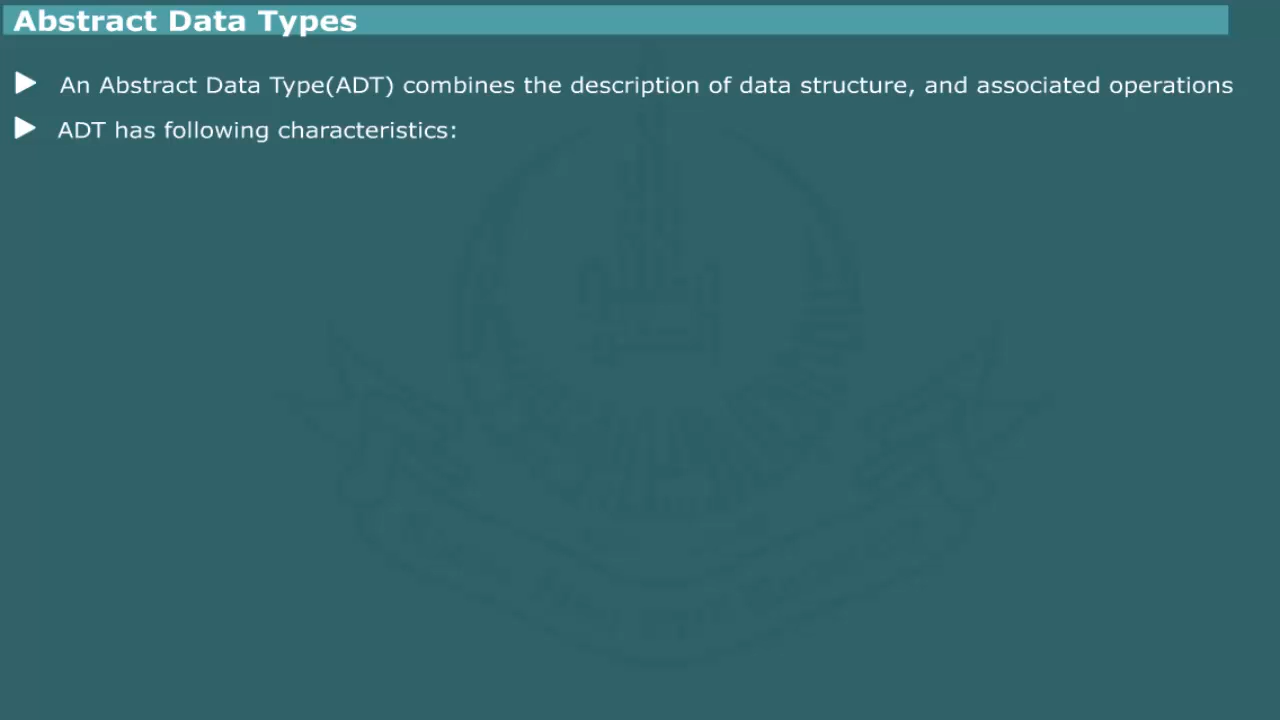 Abstract Data Types
An Abstract Data Type(ADT) combines the description of data structure, and associated operations
ADT has following characteristics: